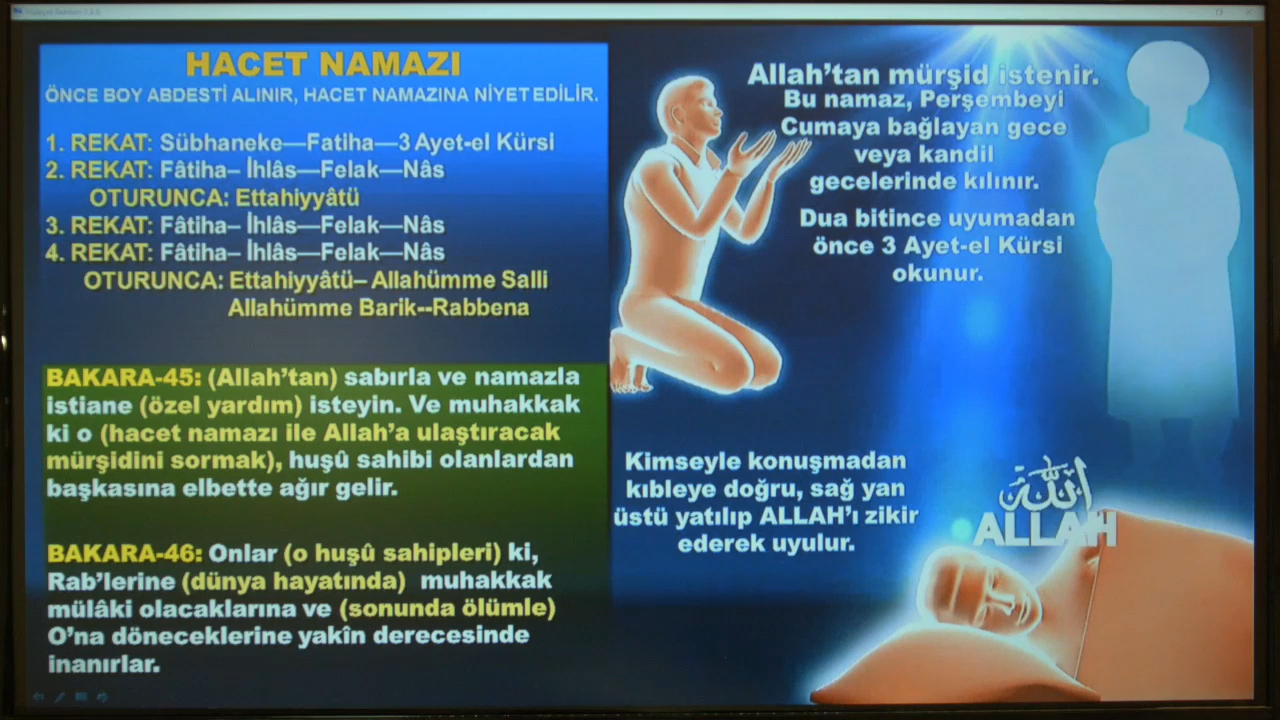 HACET NAMAZI
ÖNCE BOY ABDESTİ ALINIR, HACET NAMAZINA NİYET EDİLİR.
1. REKAT: Sübhaneke—Fatiha—3 Ayet-el Kürsi
2. REKAT: Fâtiha– İhlâs—Felak—Nâs
OTURUNCA: Ettahiyyâtü
3. REKAT: Fâtiha– İhlâs—Felak—Nâs
4. REKAT: Fâtiha– İhlâs—Felak—Nâs
OTURUNCA: Ettahiyyâtü– Allahümme Salli
Allahümme Barik--Rabbena
BAKARA-45: (Allah’tan) sabırla ve namazla
istiane (özel yardım) isteyin. Ve muhakkak
ki o (hacet namazı ile Allah’a ulaştıracak
mürşidini sormak), huşû sahibi olanlardan
başkasına elbette ağır gelir.
BAKARA-46: Onlar (o huşû sahipleri) ki,
Rab’lerine (dünya hayatında) muhakkak
mülâki olacaklarına ve (sonunda ölümle)
O’na döneceklerine yakîn derecesinde
inanırlar.
Allah’tan mürşid istenir.
Bu namaz, Perşembeyi
Cumaya bağlayan gece
veya kandil
gecelerinde kılınır.
Dua bitince uyumadan
önce 3 Ayet-el Kürsi
okunur.
Kimseyle konuşmadan
kıbleye doğru, sağ yan
üstü yatılıp ALLAH’ı zikir
ederek uyulur.
الله
ALLAH